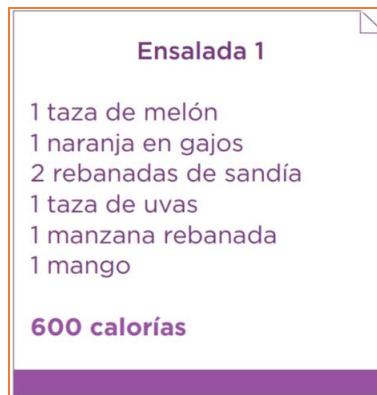 Ensalada 1
1 taza de melón
1 naranja en gajos
2 rebanadas de sandía
1 taza de uvas
1 manzana rebanada
1 mango
600 calorías